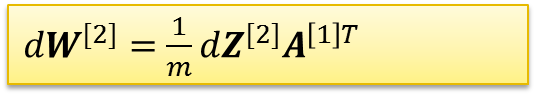 d𝑾^[2] = 1/m d𝒁^[2] 𝑨^[1]T